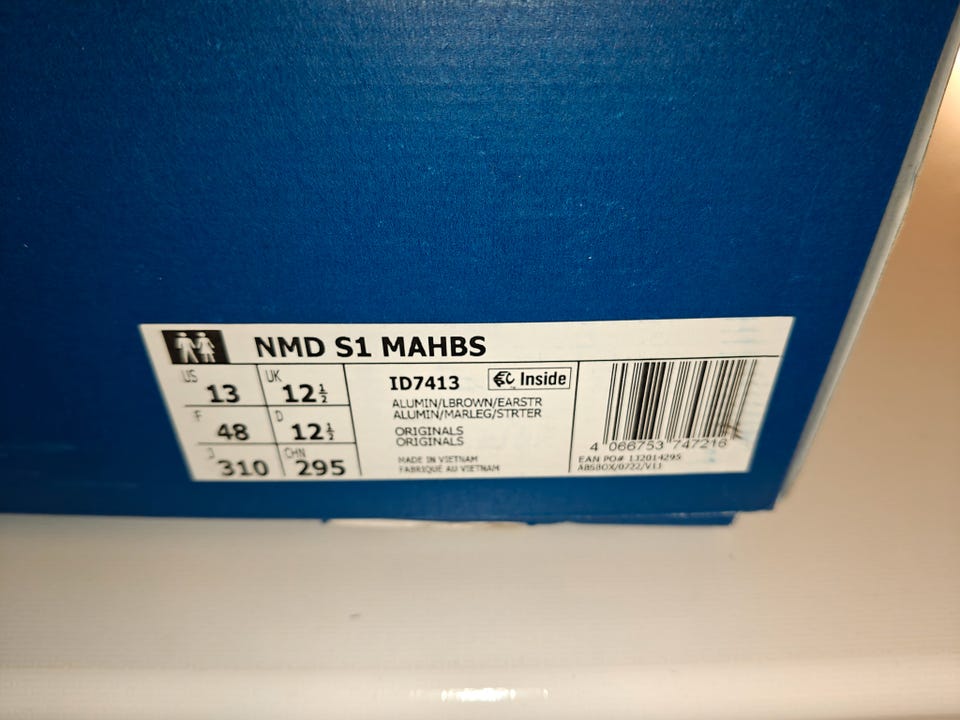 NMD S1 MAHBS
US 13 UK 12½
F 48 D 12½
J 310 CHN 295
ID7413 Inside
ALUMIN/LBROWN/EARSTR
ALUMIN/MARLEG/STRTER
ORIGINALS
ORIGINALS
MADE IN VIETNAM
FABRIQUE AU VIETNAM
4 066753 747216
EAN PO# 132014295
ABSBOX/0722/V11